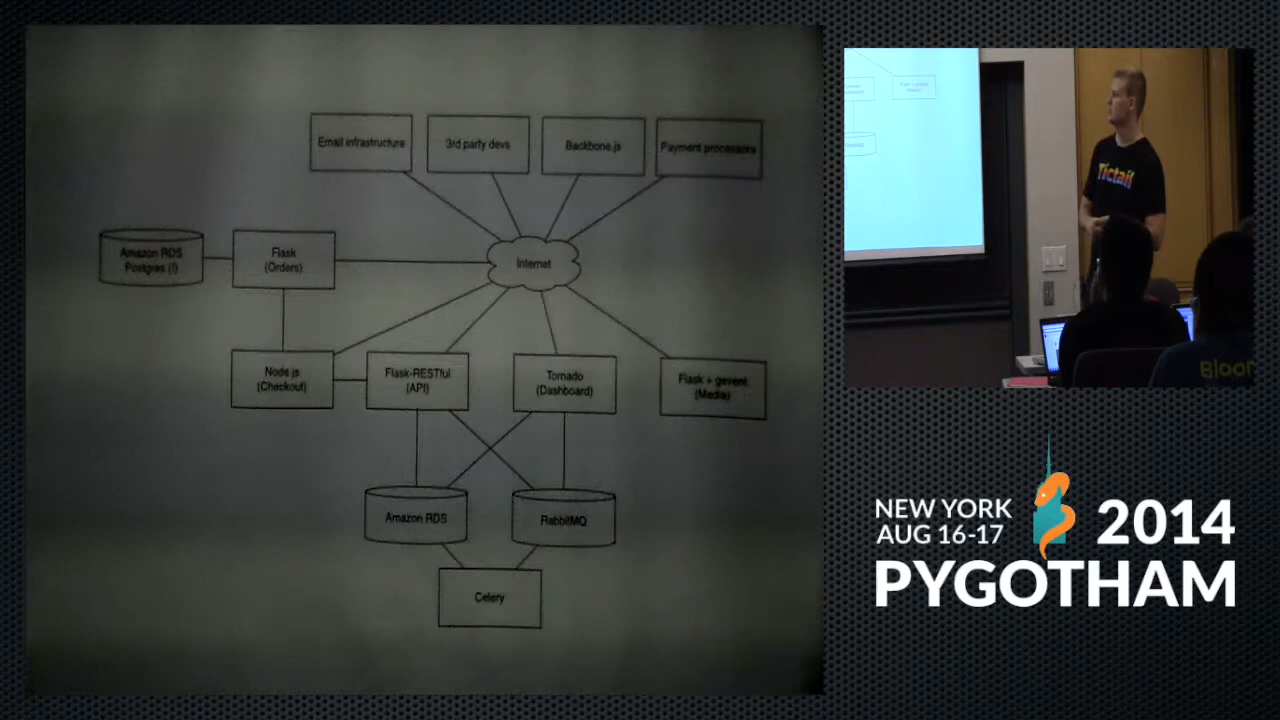 Email infrastructure
3rd party devs
Backbone.js
Payment processors
Amazon RDS
Postgres (!)
Flask
(Orders)
Internet
Node.js
(Checkout)
Flask-RESTful
(API)
Tornado
(Dashboard)
Flask + gevent
(Media)
Amazon RDS
RabbitMQ
Celery
Tictail
Bloom
NEW YORK
AUG 16-17
2014
PYGOTHAM